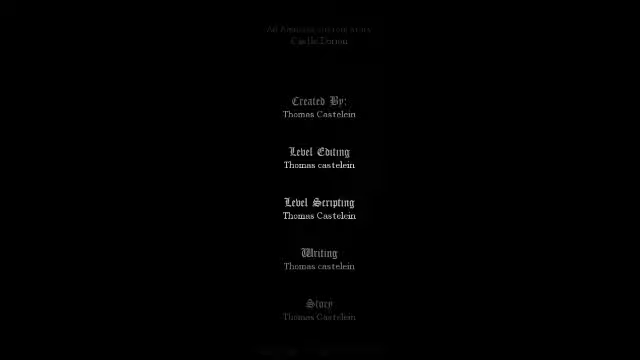 Created By:
Thomas Castelein
Level Editing
Thomas castelein
Level Scripting
Thomas Castelein
Writing
Thomas castelein
Story
Thomas Castelein